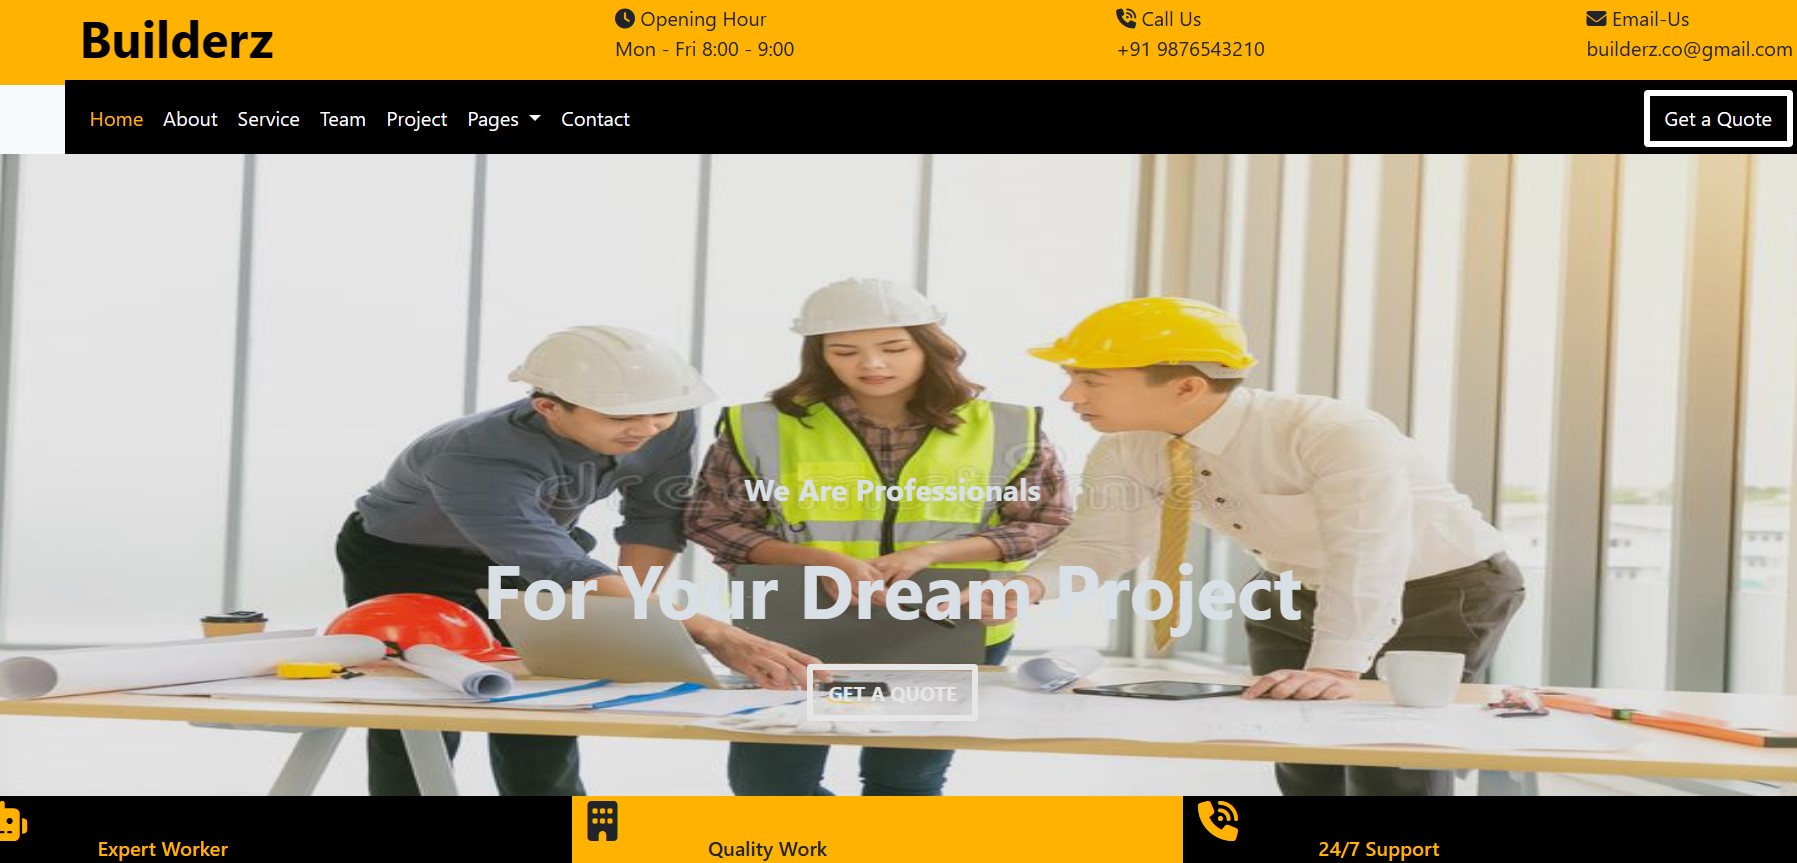 Builderz
Opening Hour
Mon - Fri 8:00 - 9:00
Call Us
+91 9876543210
Email-Us
builderz.co@gmail.com
Home About Service Team Project Pages Contact
Get a Quote
dreamstime
We Are Professionals
For Your Dream Project
GET A QUOTE
Expert Worker
Quality Work
24/7 Support